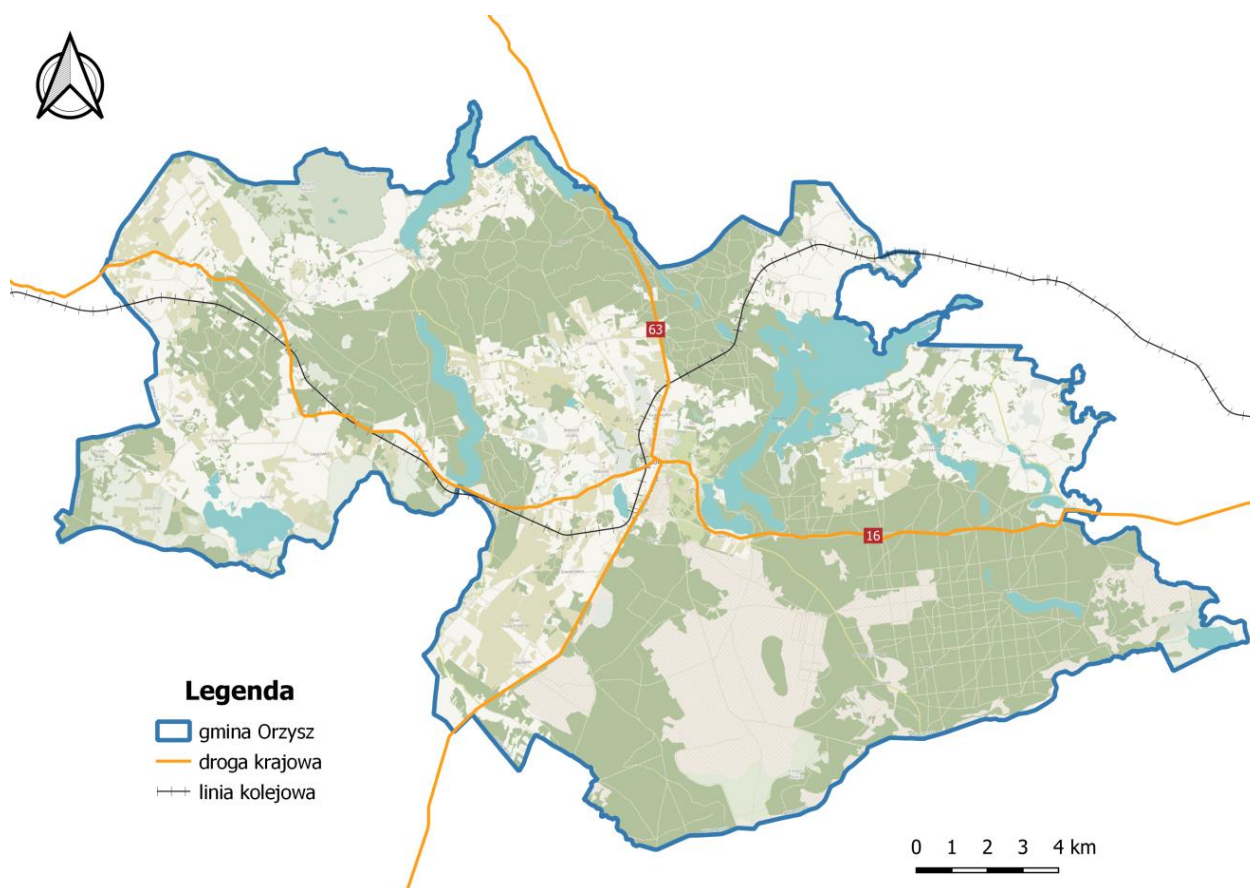 63
16
Legenda
gmina Orzysz
droga krajowa
linia kolejowa
0 1 2 3 4 km